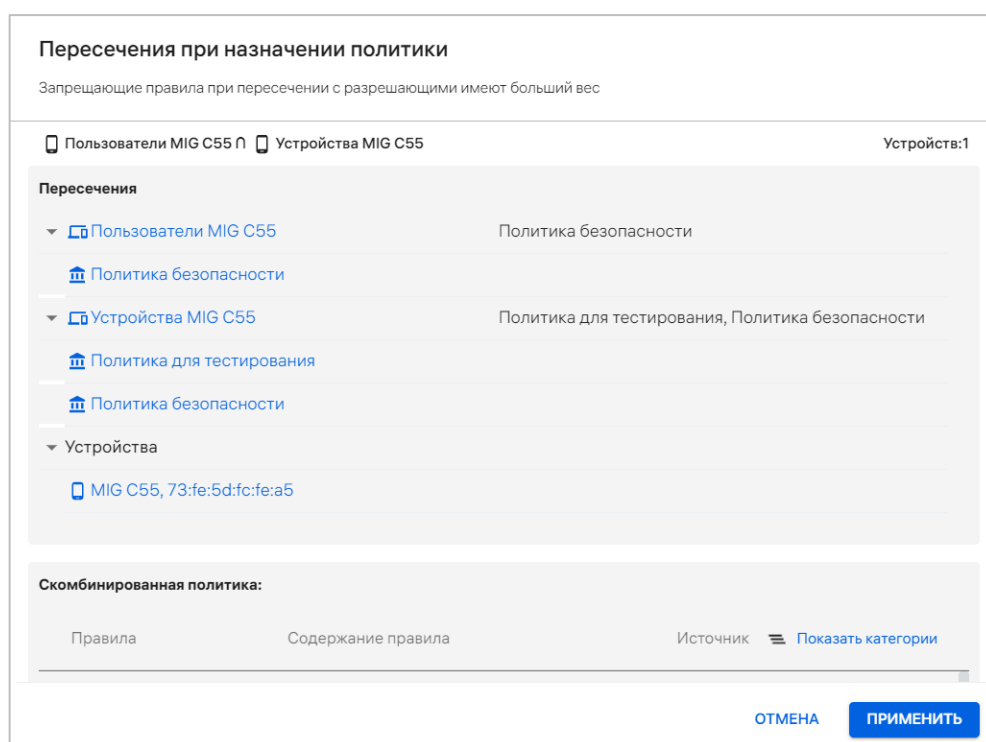 Пересечения при назначении политики
Запрещающие правила при пересечении с разрешающими имеют больший вес
Пользователи MIG C55 ∩ Устройства MIG C55 Устройств:1
Пересечения
Пользователи MIG C55 Политика безопасности
Политика безопасности
Устройства MIG C55 Политика для тестирования, Политика безопасности
Политика для тестирования
Политика безопасности
Устройства
MIG C55, 73:fe:5d:fc:fe:a5
Скомбинированная политика:
Правила Содержание правила Источник Показать категории
ОТМЕНА ПРИМЕНИТЬ